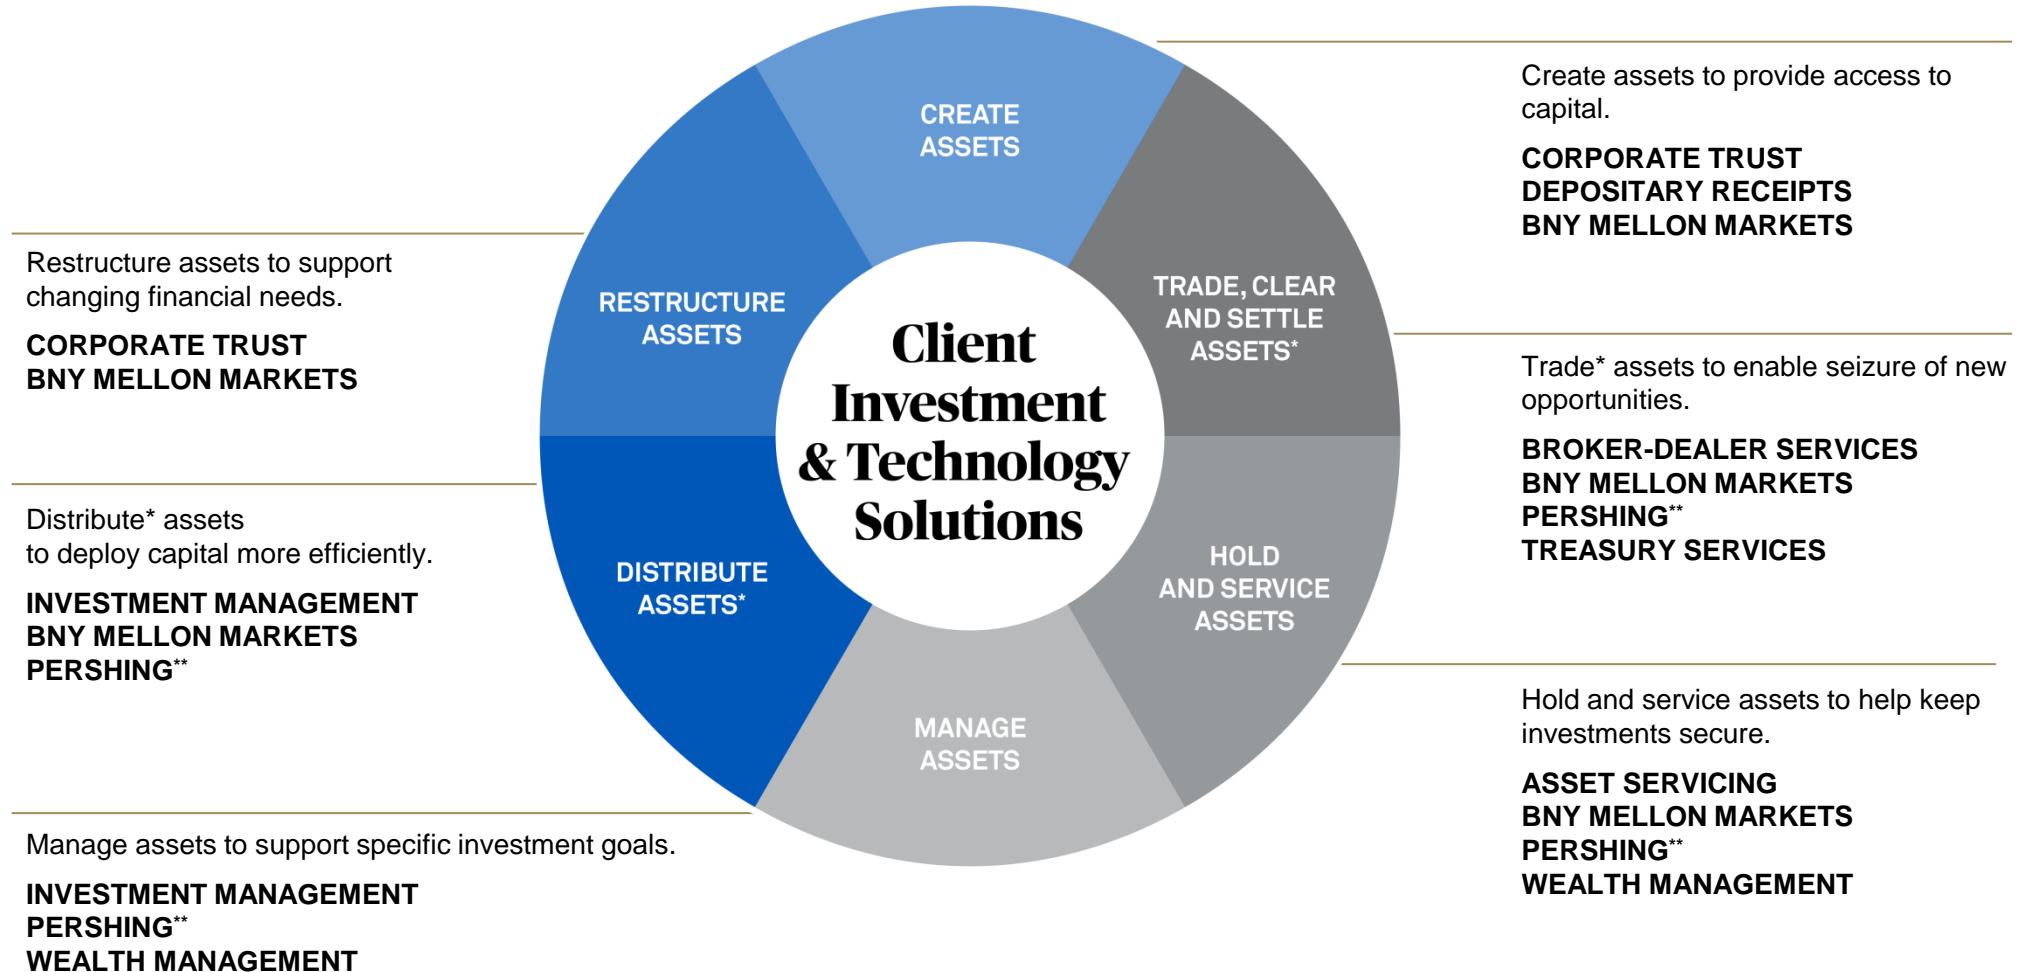 CREATE
ASSETS
TRADE, CLEAR
AND SETTLE
ASSETS*
HOLD
AND SERVICE
ASSETS
MANAGE
ASSETS
DISTRIBUTE
ASSETS*
RESTRUCTURE
ASSETS
Client
Investment
& Technology
Solutions
Create assets to provide access to
capital.
CORPORATE TRUST
DEPOSITARY RECEIPTS
BNY MELLON MARKETS
Trade* assets to enable seizure of new
opportunities.
BROKER-DEALER SERVICES
BNY MELLON MARKETS
PERSHING**
TREASURY SERVICES
Hold and service assets to help keep
investments secure.
ASSET SERVICING
BNY MELLON MARKETS
PERSHING**
WEALTH MANAGEMENT
Manage assets to support specific investment goals.
INVESTMENT MANAGEMENT
PERSHING**
WEALTH MANAGEMENT
Distribute* assets
to deploy capital more efficiently.
INVESTMENT MANAGEMENT
BNY MELLON MARKETS
PERSHING**
Restructure assets to support
changing financial needs.
CORPORATE TRUST
BNY MELLON MARKETS